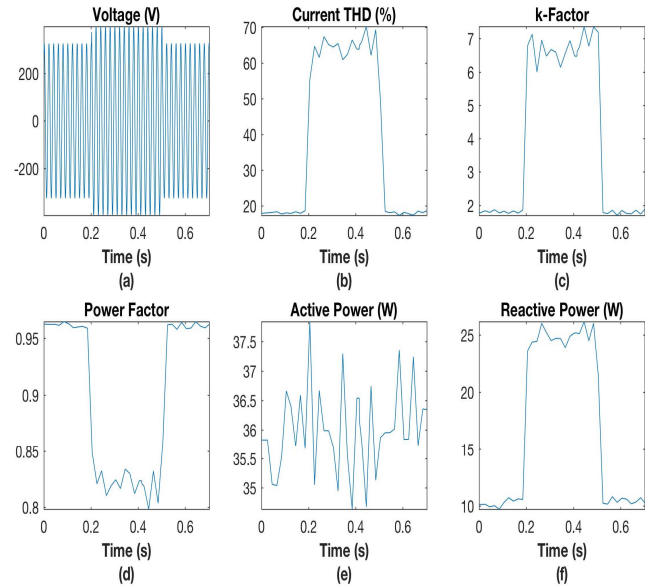 Voltage (V)
200
0
-200
0
0.2
0.4
0.6
Time (s)
(a)
Current THD (%)
70
60
50
40
30
20
0
0.2
0.4
0.6
Time (s)
(b)
k-Factor
7
6
5
4
3
2
0
0.2
0.4
0.6
Time (s)
(c)
Power Factor
0.95
0.9
0.85
0.8
0
0.2
0.4
0.6
Time (s)
(d)
Active Power (W)
37.5
37
36.5
36
35.5
35
0
0.2
0.4
0.6
Time (s)
(e)
Reactive Power (W)
25
20
15
10
0
0.2
0.4
0.6
Time (s)
(f)